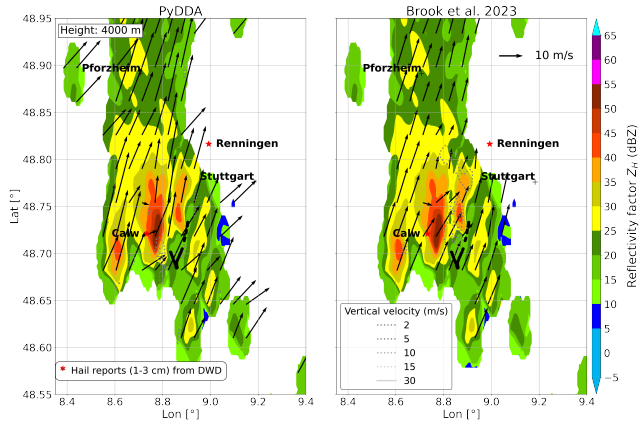 PyDDA
Brook et al. 2023
48.95
48.90
48.85
48.80
48.75
48.70
48.65
48.60
48.55
Lat [°]
Height: 4000 m
Pforzheim
Renningen
Stuttgart
Calw
* Hail reports (1-3 cm) from DWD
8.4 8.6 8.8 9.0 9.2 9.4
Lon [°]
10 m/s
Pforzheim
Renningen
Stuttgart
Calw
Vertical velocity (m/s)
2
5
10
15
30
8.4 8.6 8.8 9.0 9.2 9.4
Lon [°]
65
60
55
50
45
40
35
30
25
20
15
10
5
0
−5
Reflectivity factor Z_H (dBZ)